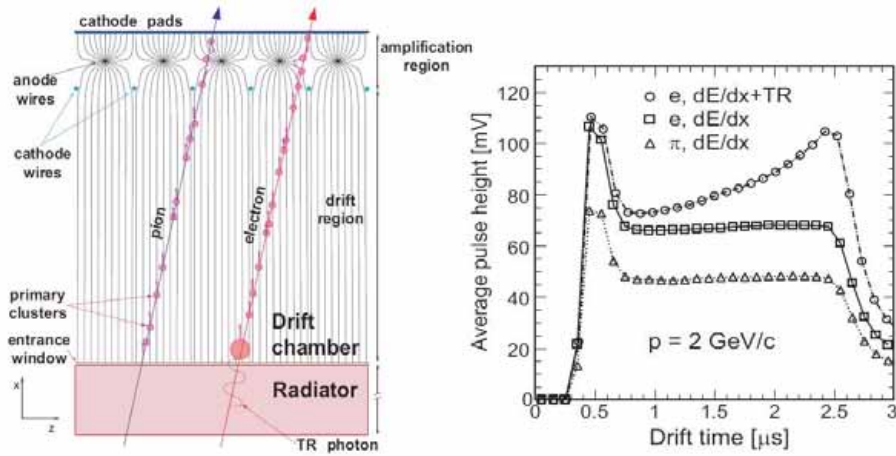 cathode pads
anode
wires
cathode
wires
amplification
region
drift
region
pion
electron
primary
clusters
entrance
window
Drift
chamber
Radiator
x
z
TR photon
Average pulse height [mV]
120
100
80
60
40
20
0
e, dE/dx+TR
e, dE/dx
π, dE/dx
p = 2 GeV/c
0 0.5 1 1.5 2 2.5 3
Drift time [μs]